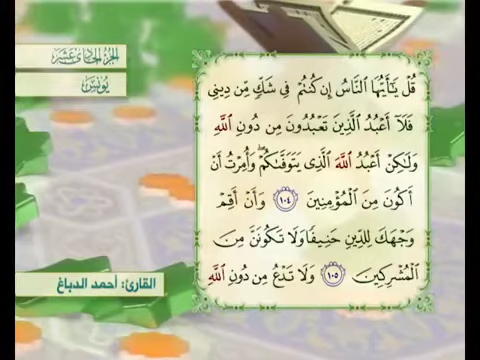 الجزء الحادي عشر
يونس
قُلْ يَٰٓأَيُّهَا ٱلنَّاسُ إِن كُنتُمْ فِي شَكٍّ مِّن دِينِي
فَلَآ أَعْبُدُ ٱلَّذِينَ تَعْبُدُونَ مِن دُونِ ٱللَّهِ
وَلَٰكِنْ أَعْبُدُ ٱللَّهَ ٱلَّذِي يَتَوَفَّىٰكُمْ ۖ وَأُمِرْتُ أَنْ
أَكُونَ مِنَ ٱلْمُؤْمِنِينَ ١٠٤ وَأَنْ أَقِمْ
وَجْهَكَ لِلدِّينِ حَنِيفًا وَلَا تَكُونَنَّ مِنَ
ٱلْمُشْرِكِينَ ١٠٥ وَلَا تَدْعُ مِن دُونِ ٱللَّهِ
القارئ: أحمد الدباغ